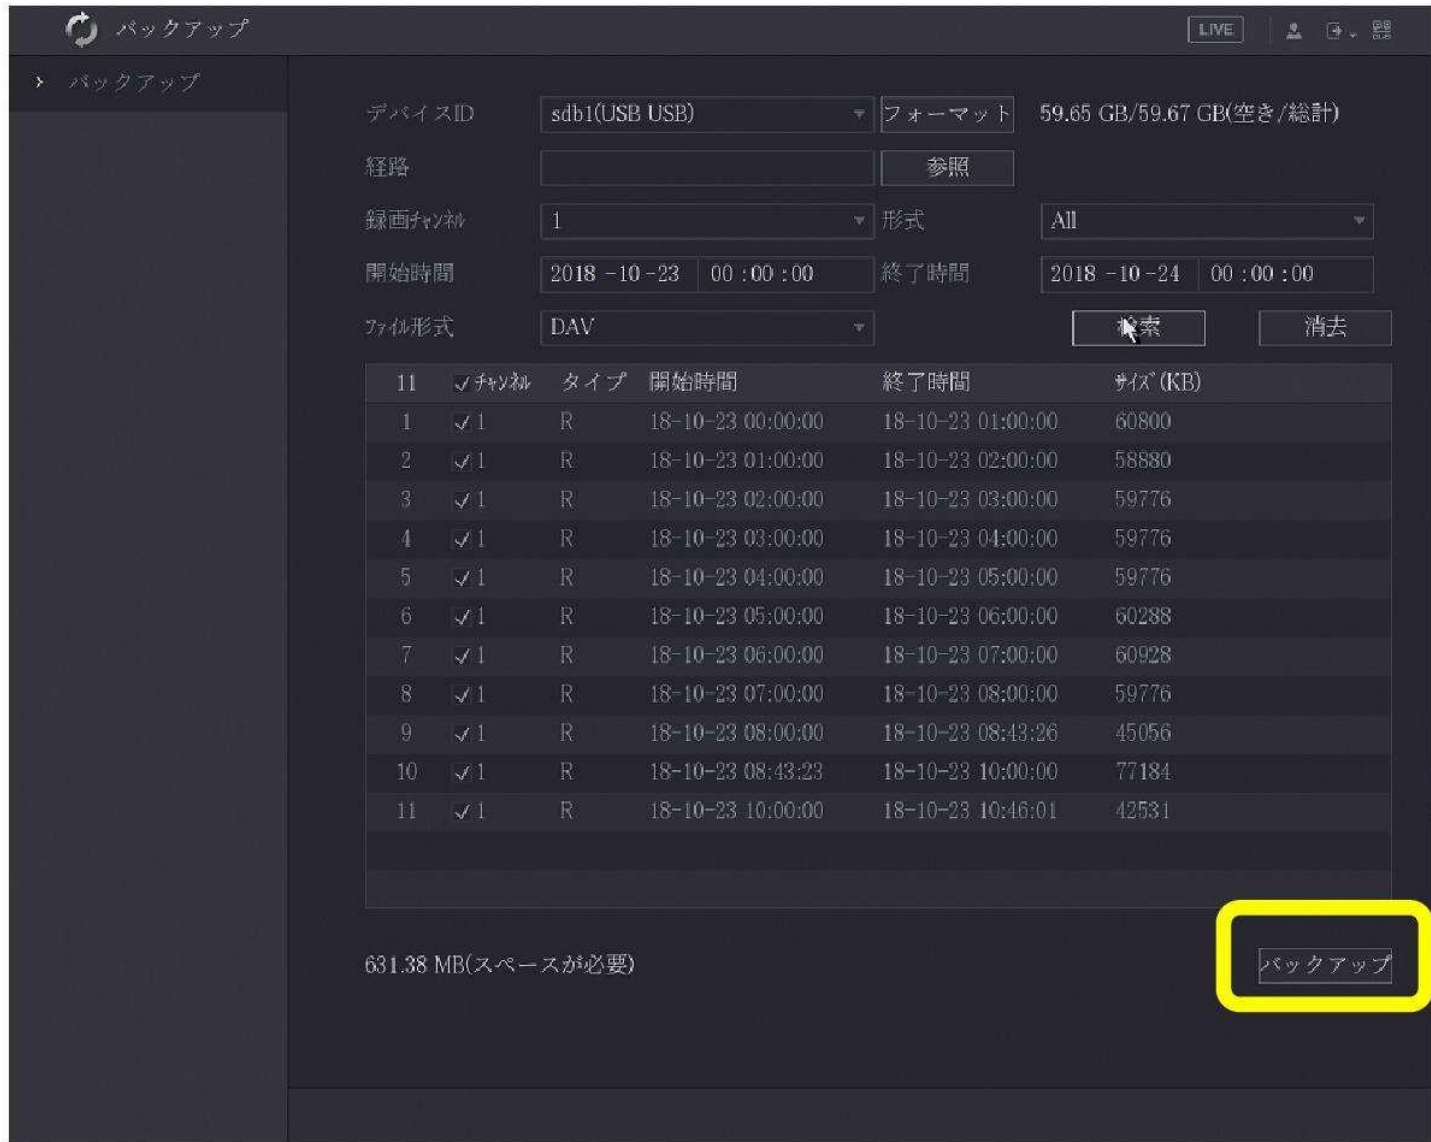 バックアップ LIVE
バックアップ
デバイスID sdb1(USB USB) フォーマット 59.65 GB/59.67 GB(空き/総計)
経路 参照
録画ﾁｬﾝﾈﾙ 1 形式 All
開始時間 2018 -10 -23 00 :00 :00 終了時間 2018 -10 -24 00 :00 :00
ﾌｧｲﾙ形式 DAV 検索 消去
11 ﾁｬﾝﾈﾙ タイプ 開始時間 終了時間 ｻｲｽﾞ(KB)
1 1 R 18-10-23 00:00:00 18-10-23 01:00:00 60800
2 1 R 18-10-23 01:00:00 18-10-23 02:00:00 58880
3 1 R 18-10-23 02:00:00 18-10-23 03:00:00 59776
4 1 R 18-10-23 03:00:00 18-10-23 04:00:00 59776
5 1 R 18-10-23 04:00:00 18-10-23 05:00:00 59776
6 1 R 18-10-23 05:00:00 18-10-23 06:00:00 60288
7 1 R 18-10-23 06:00:00 18-10-23 07:00:00 60928
8 1 R 18-10-23 07:00:00 18-10-23 08:00:00 59776
9 1 R 18-10-23 08:00:00 18-10-23 08:43:26 45056
10 1 R 18-10-23 08:43:23 18-10-23 10:00:00 77184
11 1 R 18-10-23 10:00:00 18-10-23 10:46:01 42531
631.38 MB(スペースが必要) バックアップ